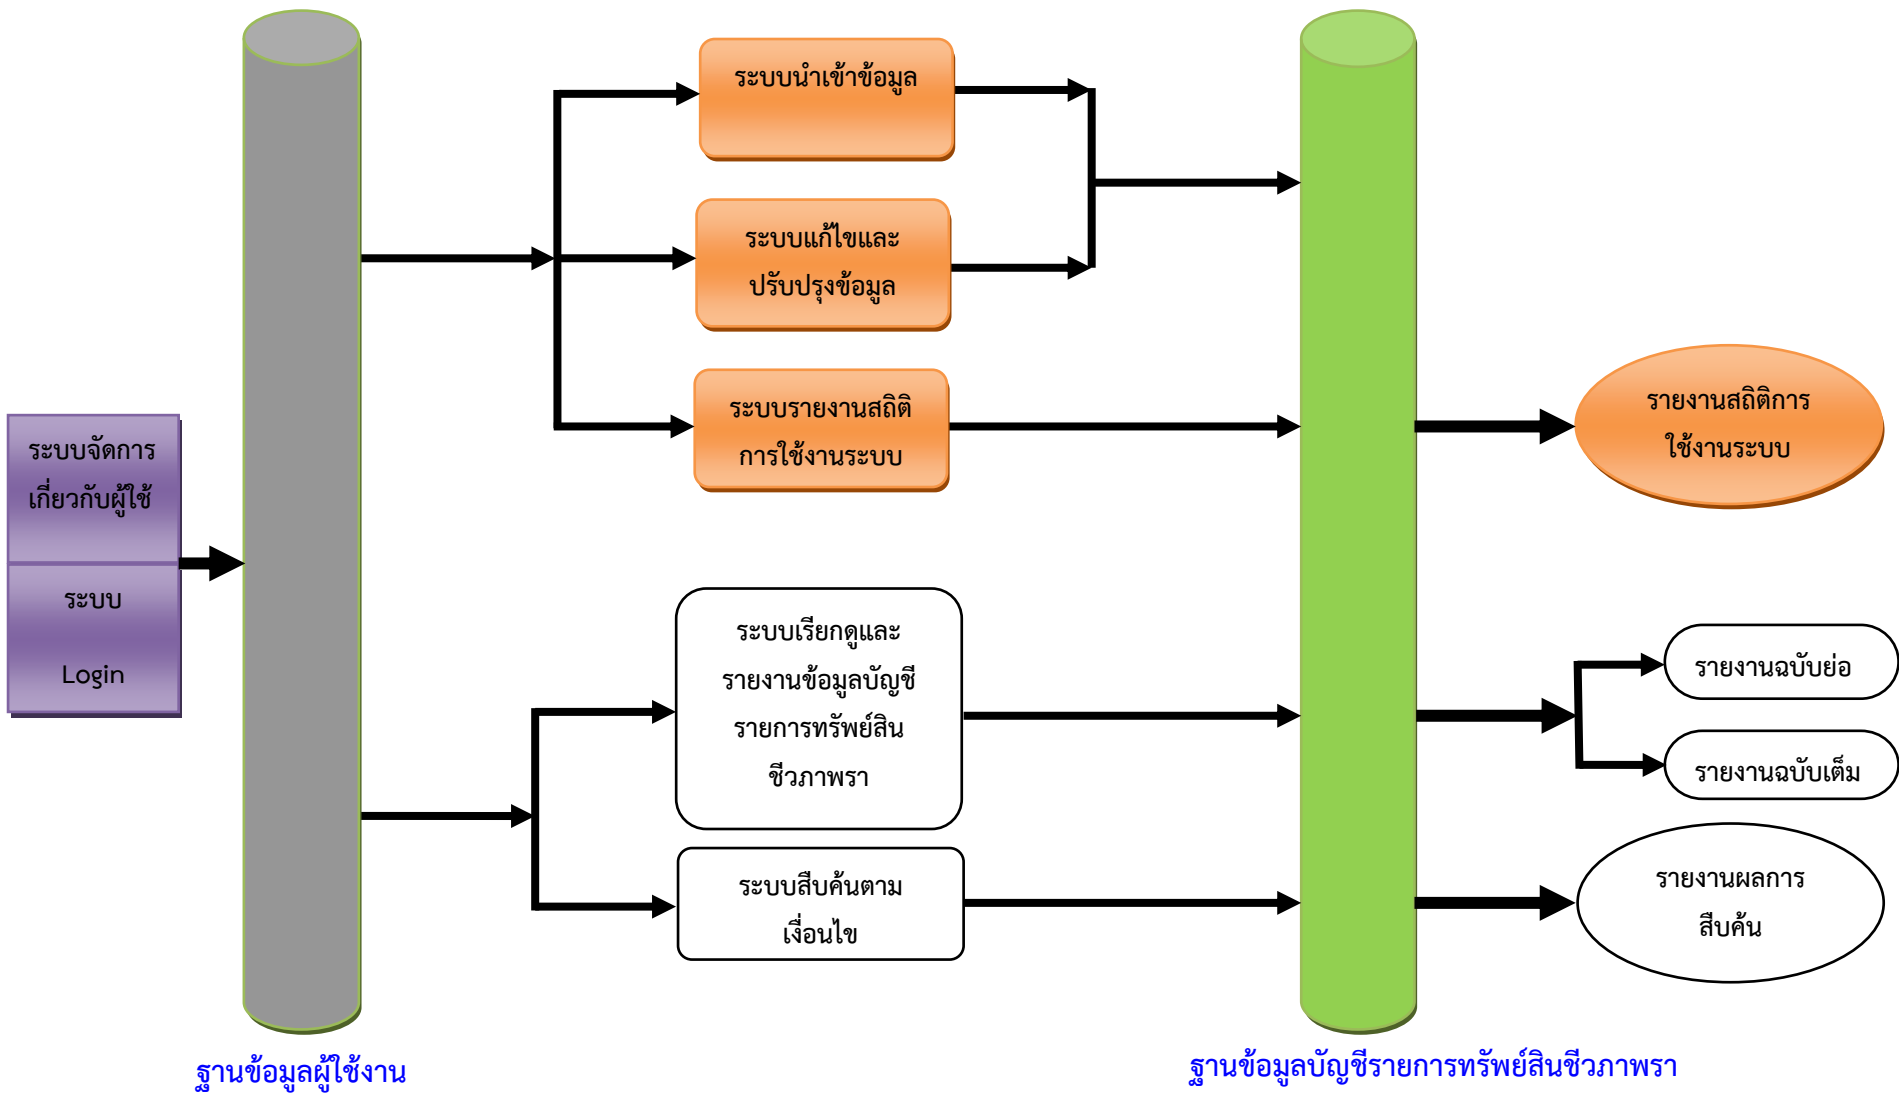 ระบบจัดการ
เกี่ยวกับผู้ใช้
ระบบ
Login
ฐานข้อมูลผู้ใช้งาน
ระบบนำเข้าข้อมูล
ระบบแก้ไขและ
ปรับปรุงข้อมูล
ระบบรายงานสถิติ
การใช้งานระบบ
ระบบเรียกดูและ
รายงานข้อมูลบัญชี
รายการทรัพย์สิน
ชีวภาพรา
ระบบสืบค้นตาม
เงื่อนไข
ฐานข้อมูลบัญชีรายการทรัพย์สินชีวภาพรา
รายงานสถิติการ
ใช้งานระบบ
รายงานฉบับย่อ
รายงานฉบับเต็ม
รายงานผลการ
สืบค้น